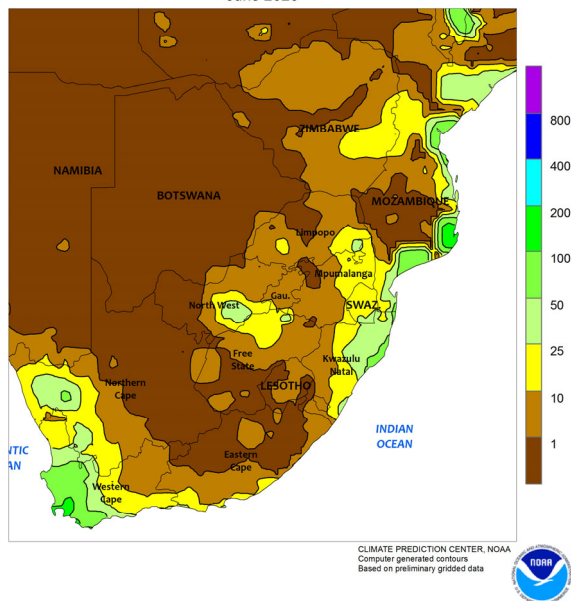 800
400
200
100
50
25
10
1
ZIMBABWE
NAMIBIA
BOTSWANA
MOZAMBIQUE
Limpopo
Mpumalanga
Gau.
North West
SWAZ.
Free
State
Kwazulu
Natal
Northern
Cape
LESOTHO
INDIAN
OCEAN
NTIC
AN
Eastern
Cape
Western
Cape
CLIMATE PREDICTION CENTER, NOAA
Computer generated contours
Based on preliminary gridded data
NOAA